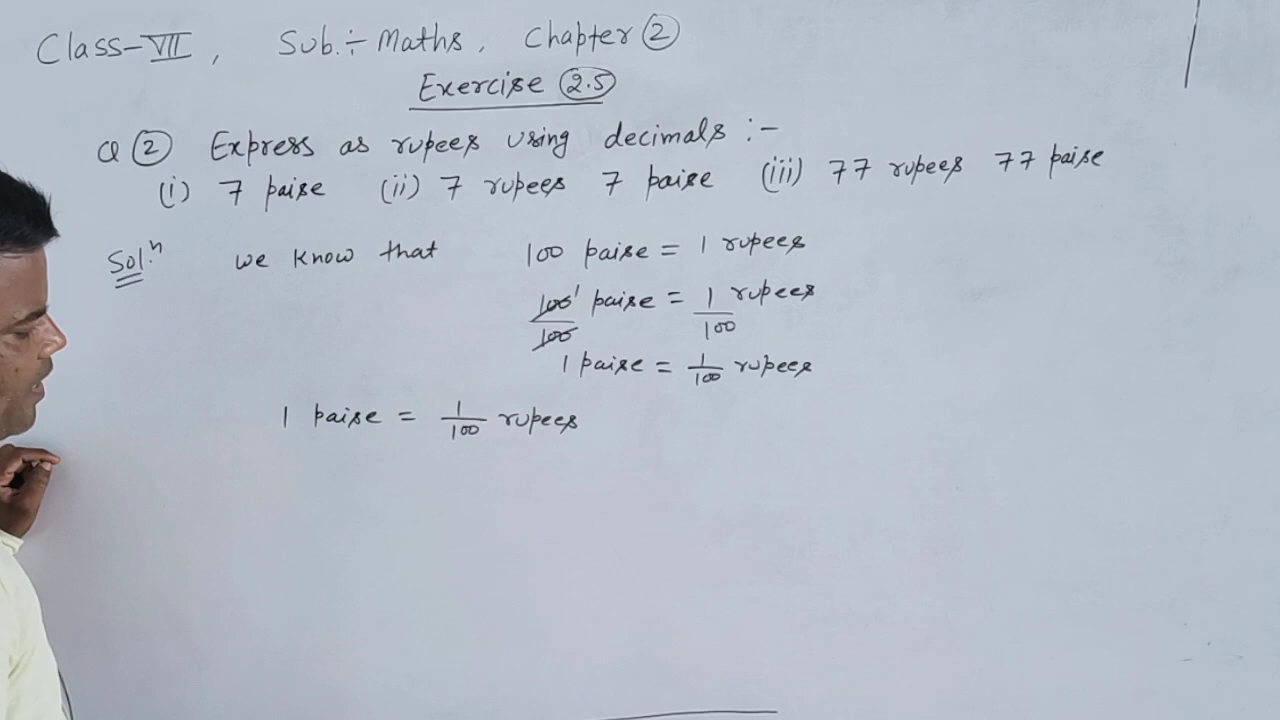 Class-VII, Sub.÷ Maths, Chapter ②
Exercise 2.5
Q ② Express as rupees using decimals :-
(i) 7 paise (ii) 7 rupees 7 paise (iii) 77 rupees 77 paise
Solⁿ. we know that 100 paise = 1 rupees
100/100 1 paise = 1/100 rupees
1 paise = 1/100 rupees
1 paise = 1/100 rupees